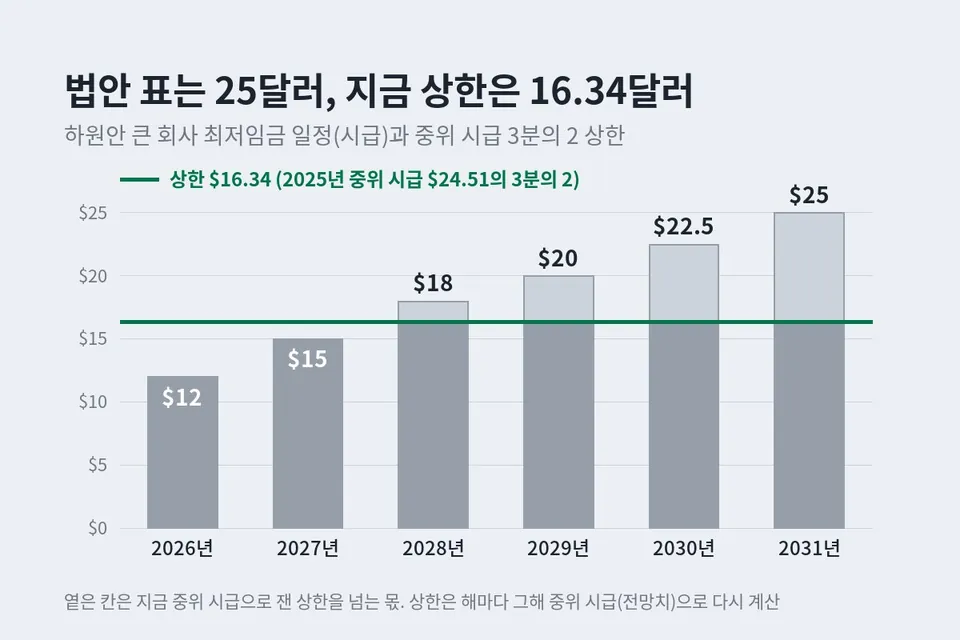 법안 표는 25달러, 지금 상한은 16.34달러
하원안 큰 회사 최저임금 일정(시급)과 중위 시급 3분의 2 상한
상한 $16.34 (2025년 중위 시급 $24.51의 3분의 2)
$25
$20
$15
$10
$5
$0
$12
$15
$18
$20
$22.5
$25
2026년
2027년
2028년
2029년
2030년
2031년
옅은 칸은 지금 중위 시급으로 잰 상한을 넘는 몫. 상한은 해마다 그해 중위 시급(전망치)으로 다시 계산